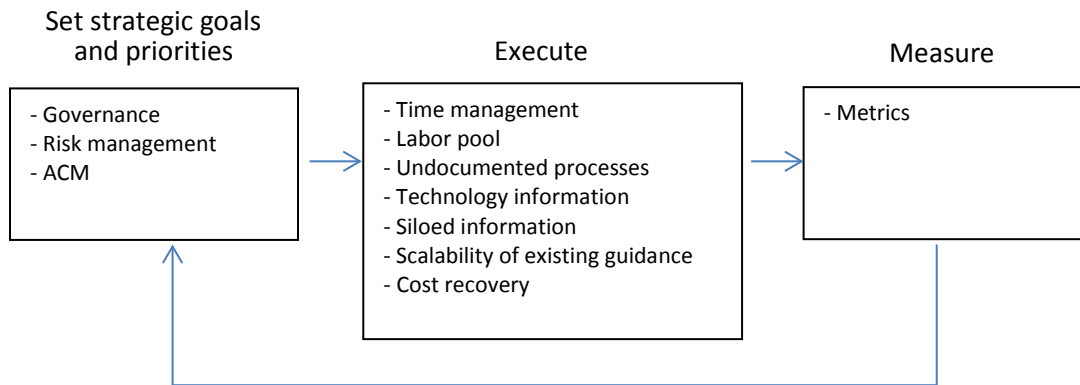 Set strategic goals
and priorities
- Governance
- Risk management
- ACM
Execute
- Time management
- Labor pool
- Undocumented processes
- Technology information
- Siloed information
- Scalability of existing guidance
- Cost recovery
Measure
- Metrics